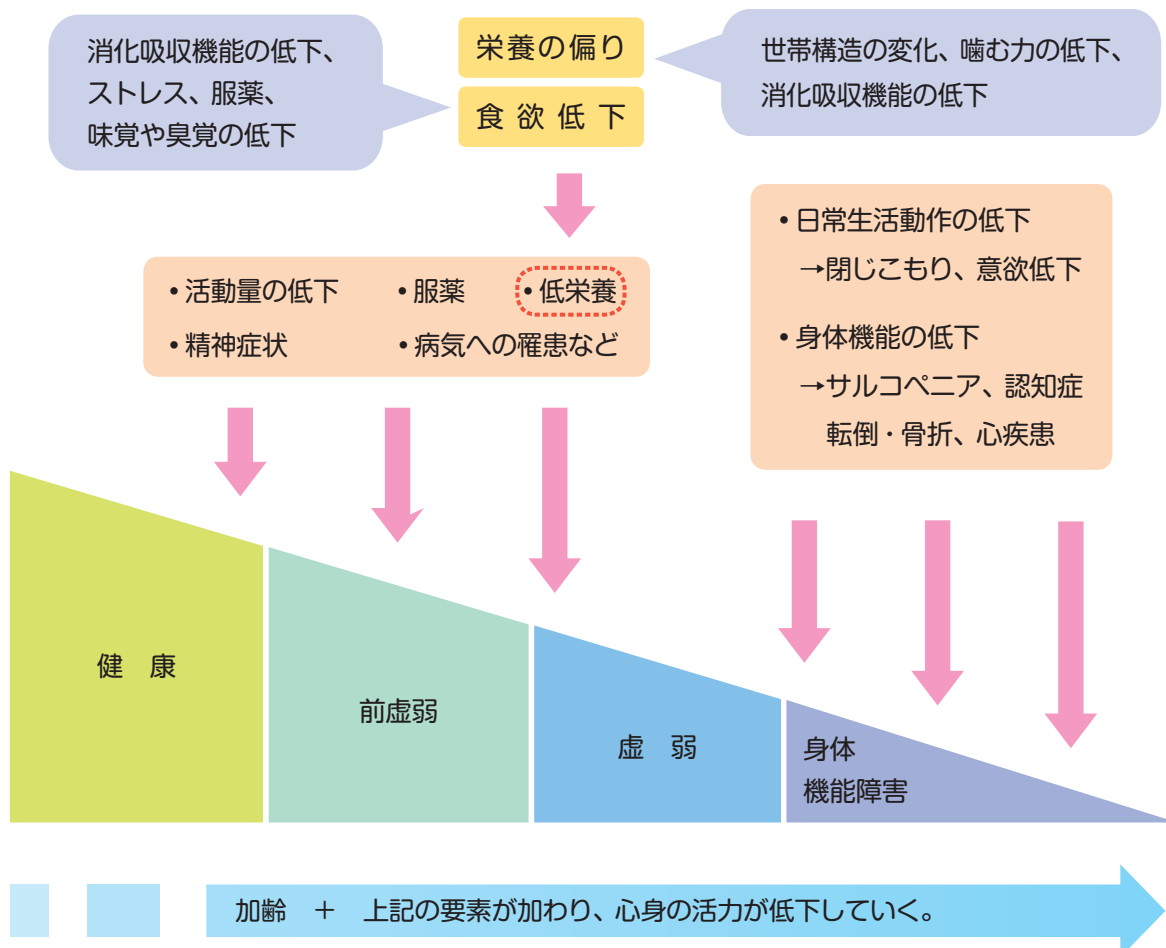 消化吸収機能の低下、
ストレス、服薬、
味覚や臭覚の低下
栄養の偏り
食欲低下
世帯構造の変化、噛む力の低下、
消化吸収機能の低下
•活動量の低下
•服薬
•低栄養
•精神症状
•病気への罹患など
•日常生活動作の低下
→閉じこもり、意欲低下
•身体機能の低下
→サルコペニア、認知症
転倒・骨折、心疾患
健 康
前虚弱
虚 弱
身体
機能障害
加齢 + 上記の要素が加わり、心身の活力が低下していく。